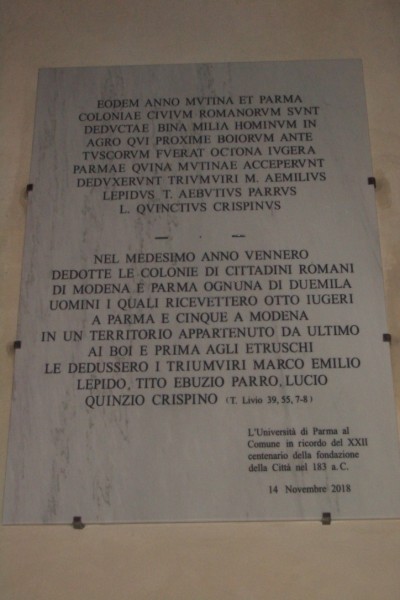 EODEM ANNO MVTINA ET PARMA
COLONIAE CIVIVM ROMANORVM SVNT
DEDVCTAE BINA MILIA HOMINVM IN
AGRO QVI PROXIME BOIORVM ANTE
TVSCORVM FVERAT OCTONA IVGERA
PARMAE QVINA MVTINAE ACCEPERVNT
DEDVXERVNT TRIVMVIRI M. AEMILIVS
LEPIDVS T. AEBVTIVS PARRVS
L. QVINCTIVS CRISPINVS
NEL MEDESIMO ANNO VENNERO
DEDOTTE LE COLONIE DI CITTADINI ROMANI
DI MODENA E PARMA OGNUNA DI DUEMILA
UOMINI I QUALI RICEVETTERO OTTO IUGERI
A PARMA E CINQUE A MODENA
IN UN TERRITORIO APPARTENUTO DA ULTIMO
AI BOI E PRIMA AGLI ETRUSCHI
LE DEDUSSERO I TRIUMVIRI MARCO EMILIO
LEPIDO, TITO EBUZIO PARRO, LUCIO
QUINZIO CRISPINO (T. Livio 39, 55, 7-8)
L'Università di Parma al
Comune in ricordo del XXII
centenario della fondazione
della Città nel 183 a.C.
14 Novembre 2018